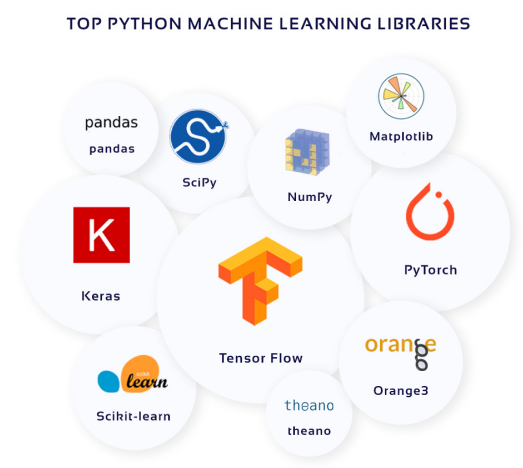 TOP PYTHON MACHINE LEARNING LIBRARIES
pandas
pandas
SciPy
NumPy
Matplotlib
K
Keras
Tensor Flow
PyTorch
scikit
learn
Scikit-learn
orange
Orange3
theano
theano